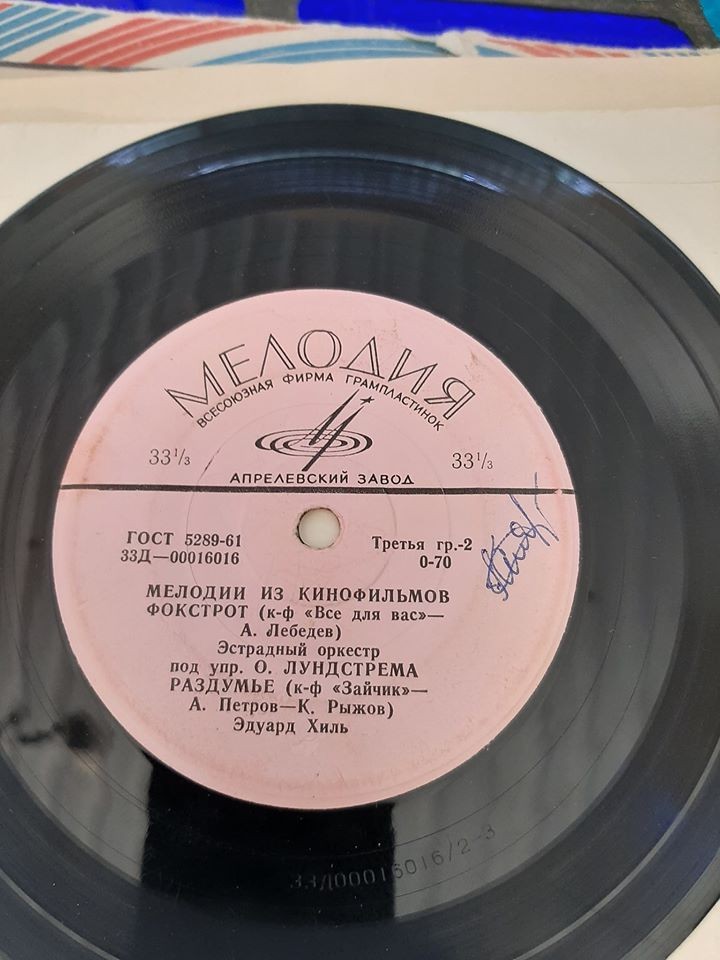 МЕЛОДИЯ
ВСЕСОЮЗНАЯ ФИРМА ГРАМПЛАСТИНОК
33⅓ 33⅓
АПРЕЛЕВСКИЙ ЗАВОД
ГОСТ 5289-61 Третья гр.-2
33Д—00016016 0-70
МЕЛОДИИ ИЗ КИНОФИЛЬМОВ
ФОКСТРОТ (к-ф «Все для вас»—
А. Лебедев)
Эстрадный оркестр
под упр. О. ЛУНДСТРЕМА
РАЗДУМЬЕ (к-ф «Зайчик»—
А. Петров—К. Рыжов)
Эдуард Хиль
33Д00016016/2-3